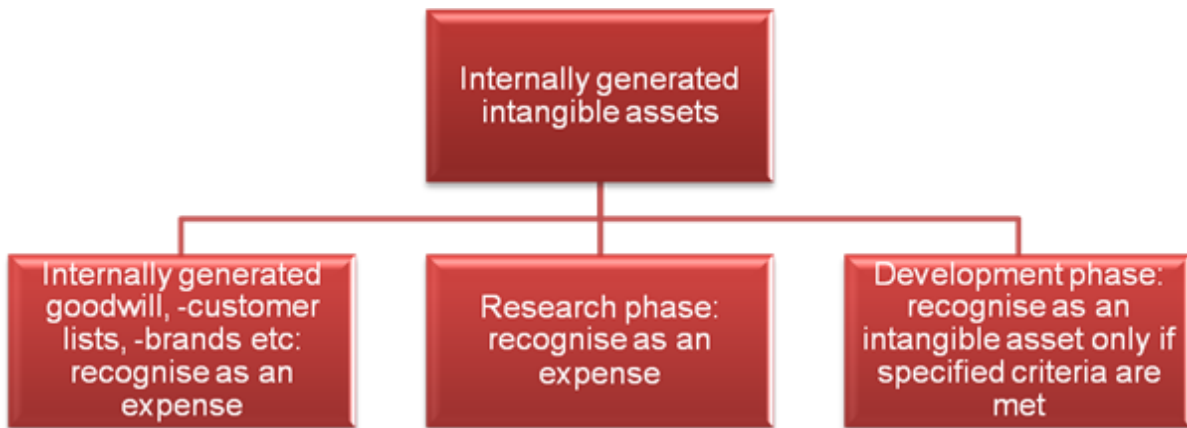 Internally generated
intangible assets
Internally generated
goodwill, -customer
lists, -brands etc:
recognise as an
expense
Research phase:
recognise as an
expense
Development phase:
recognise as an
intangible asset only if
specified criteria are
met